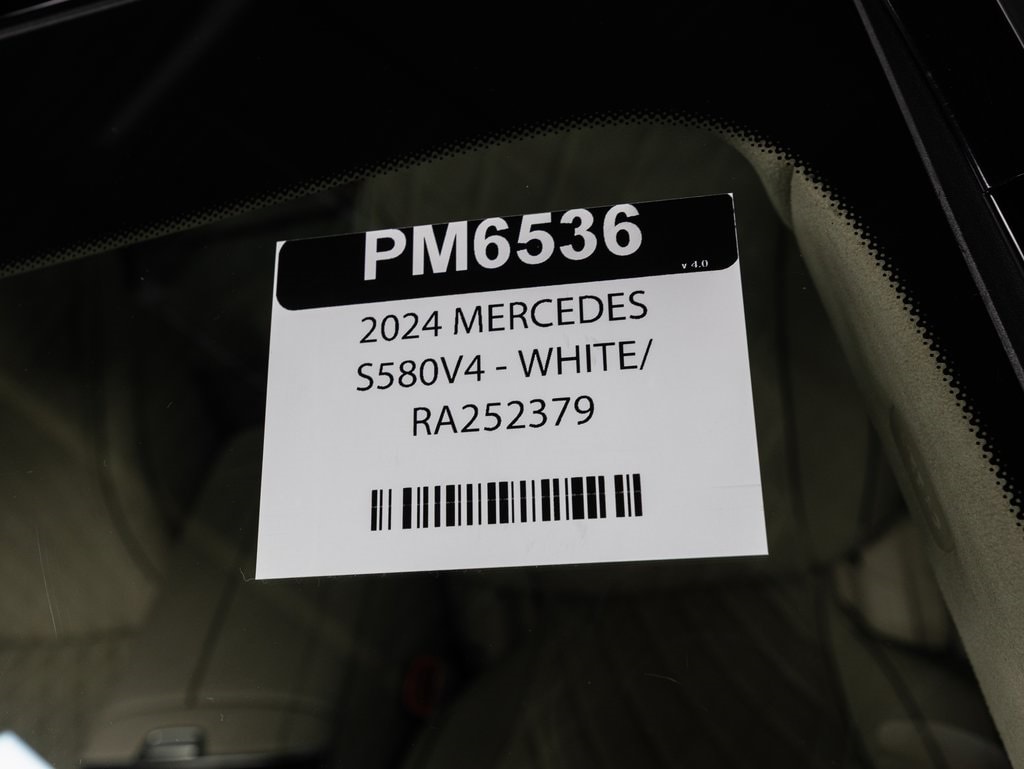 PM6536
v 4.0
2024 MERCEDES
S580V4 - WHITE/
RA252379